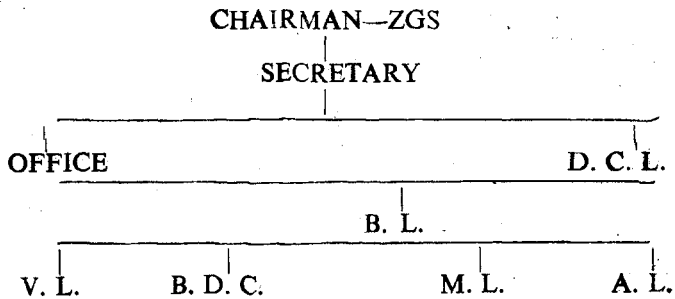 CHAIRMAN—ZGS
SECRETARY
OFFICE D. C. L.
B. L.
V. L. B. D. C. M. L. A. L.